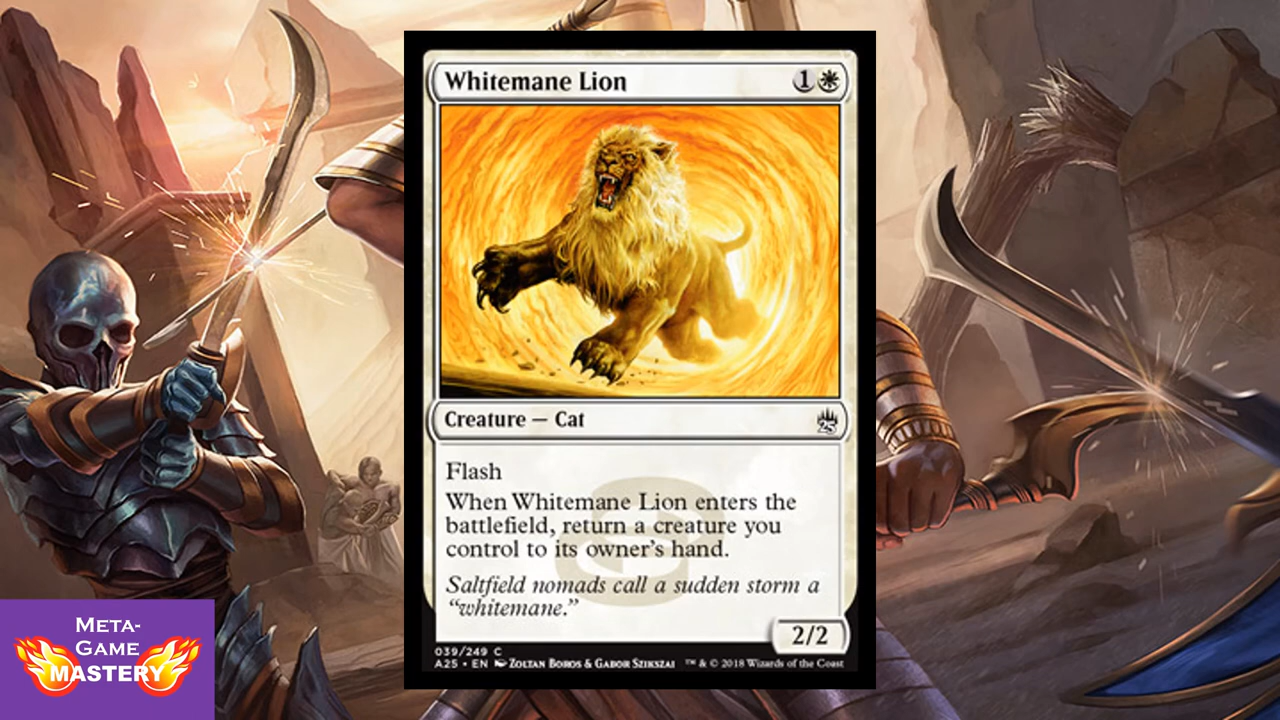 Whitemane Lion 1
Creature — Cat
Flash
When Whitemane Lion enters the
battlefield, return a creature you
control to its owner's hand.
Saltfield nomads call a sudden storm a
“whitemane.”
2/2
039/249 C
A25 • EN Zoltan Boros & Gabor Szikszai ™ & © 2018 Wizards of the Coast
Meta-
Game
Mastery